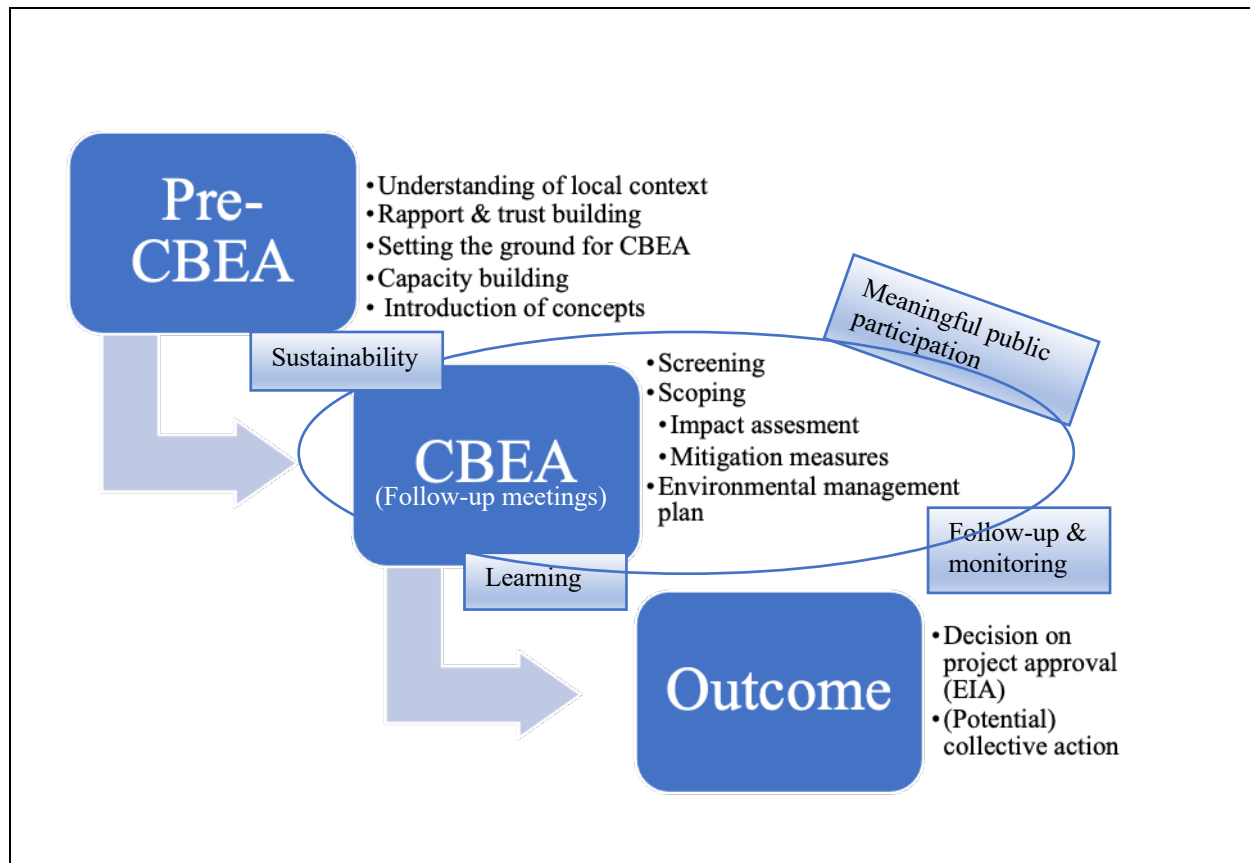 Pre-
CBEA
•Understanding of local context
•Rapport & trust building
•Setting the ground for CBEA
•Capacity building
• Introduction of concepts
Sustainability
Meaningful public
participation
CBEA
(Follow-up meetings)
•Screening
•Scoping
•Impact assesment
•Mitigation measures
•Environmental management
plan
Learning
Follow-up &
monitoring
Outcome
•Decision on
project approval
(EIA)
•(Potential)
collective action